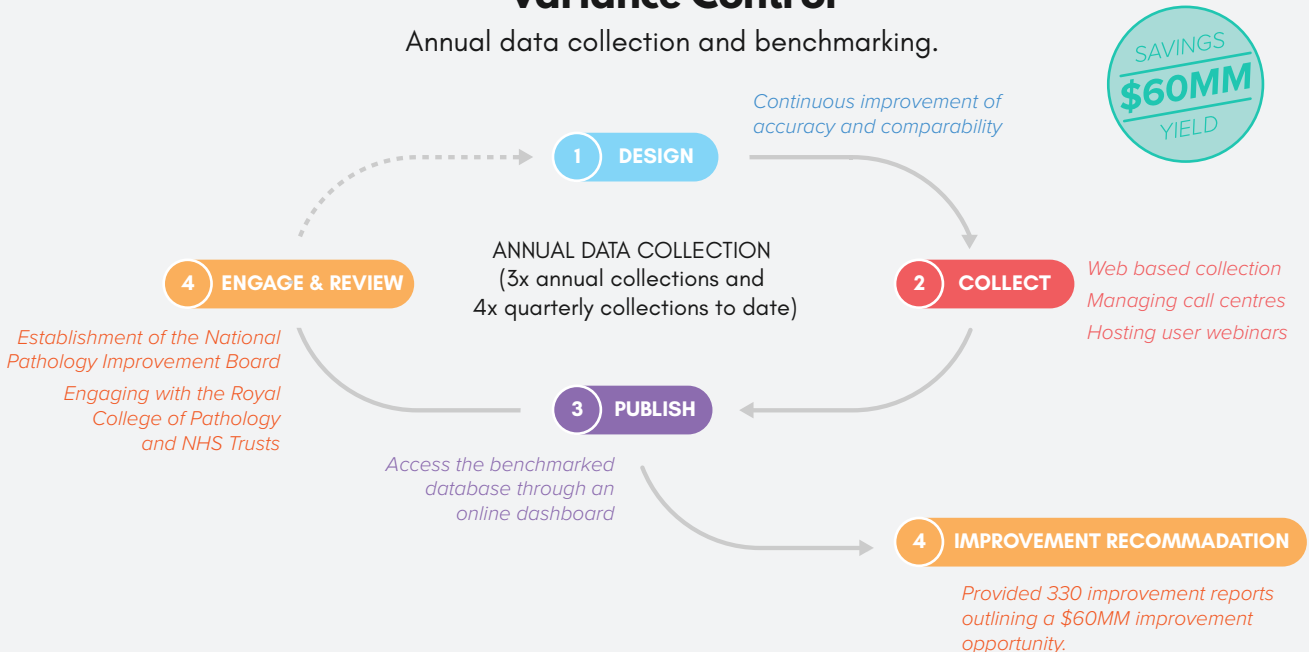 Variance Control
Annual data collection and benchmarking.
SAVINGS
$60MM
YIELD
Continuous improvement of
accuracy and comparability
1 DESIGN
ANNUAL DATA COLLECTION
(3x annual collections and
4x quarterly collections to date)
4 ENGAGE & REVIEW
2 COLLECT
Web based collection
Managing call centres
Hosting user webinars
Establishment of the National
Pathology Improvement Board
Engaging with the Royal
College of Pathology
and NHS Trusts
3 PUBLISH
Access the benchmarked
database through an
online dashboard
4 IMPROVEMENT RECOMMADATION
Provided 330 improvement reports
outlining a $60MM improvement
opportunity.